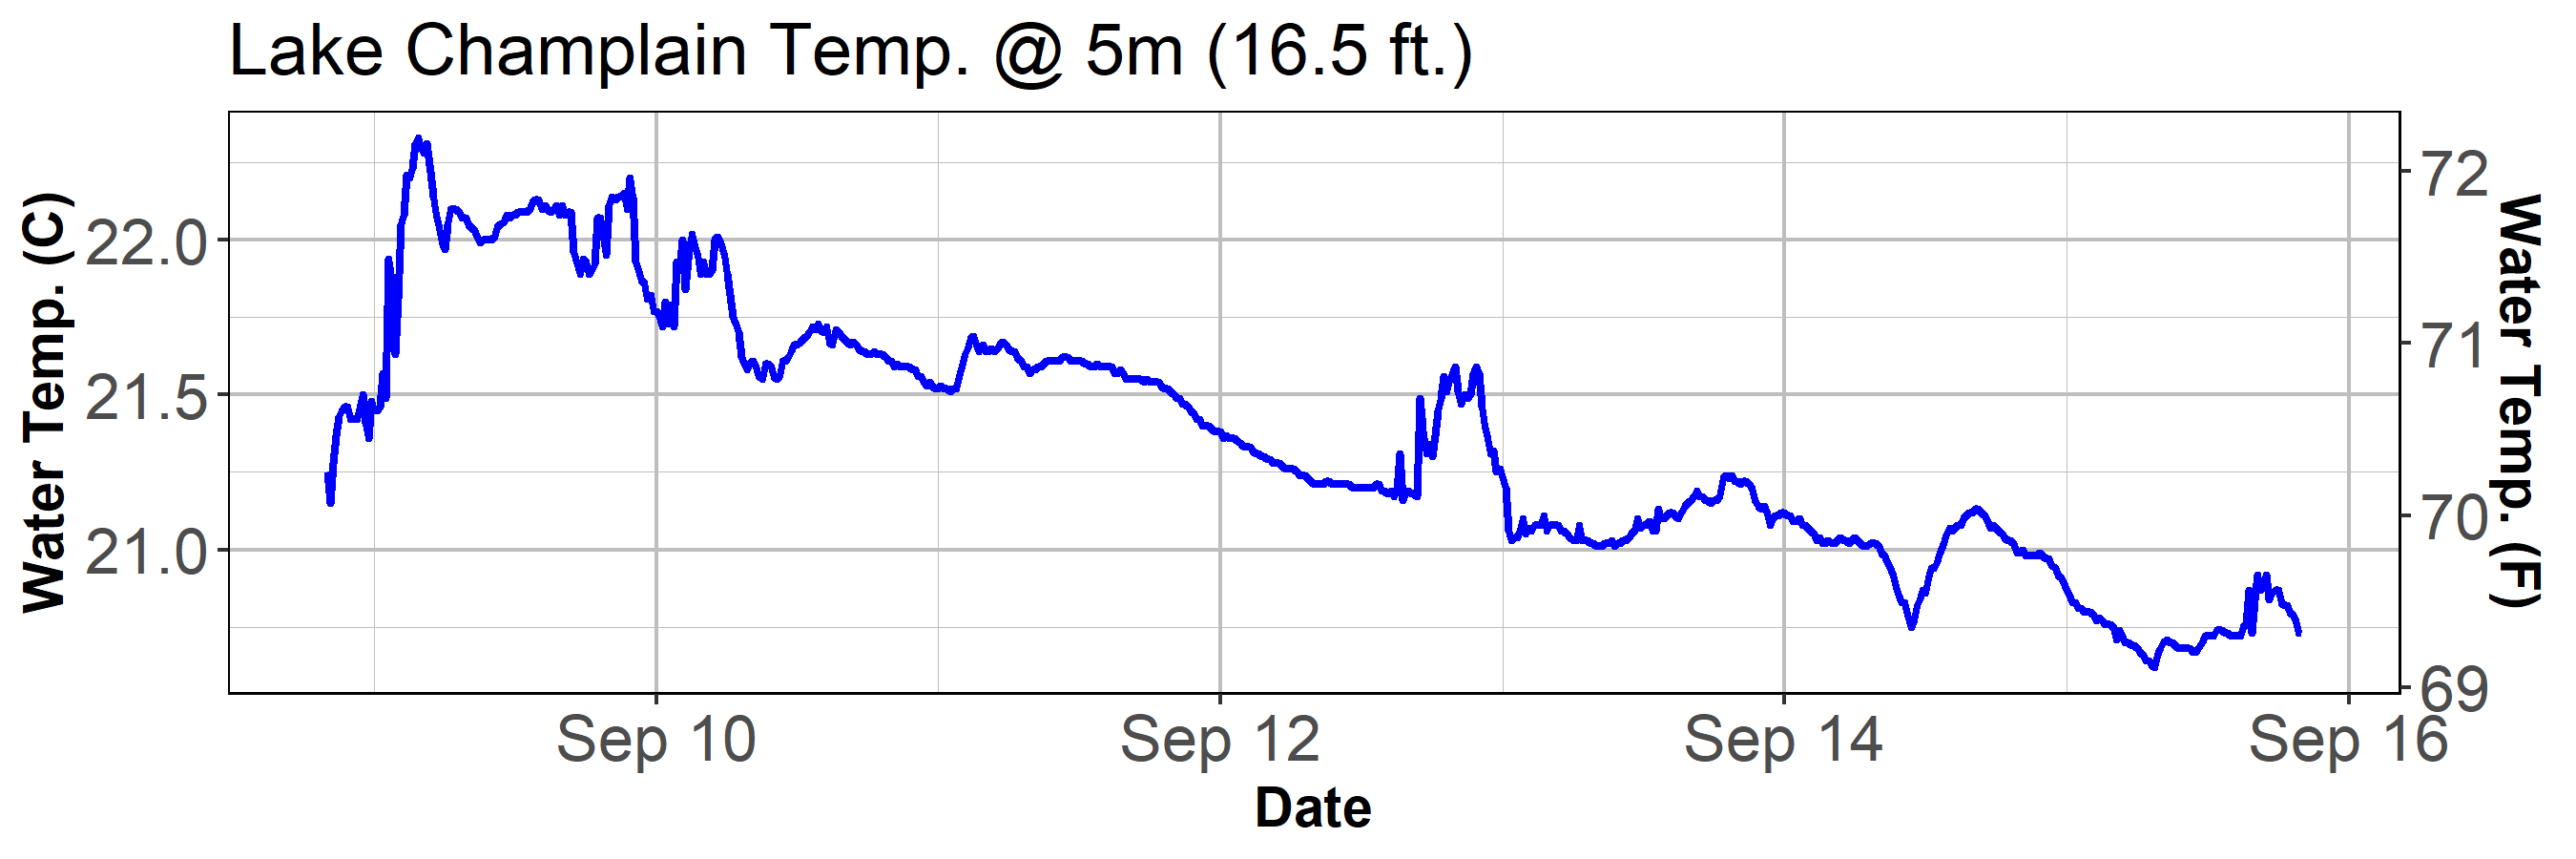 Lake Champlain Temp. @ 5m (16.5 ft.)
Water Temp. (C)
22.0
21.5
21.0
72
71
70
69
Water Temp. (F)
Sep 10
Sep 12
Sep 14
Sep 16
Date